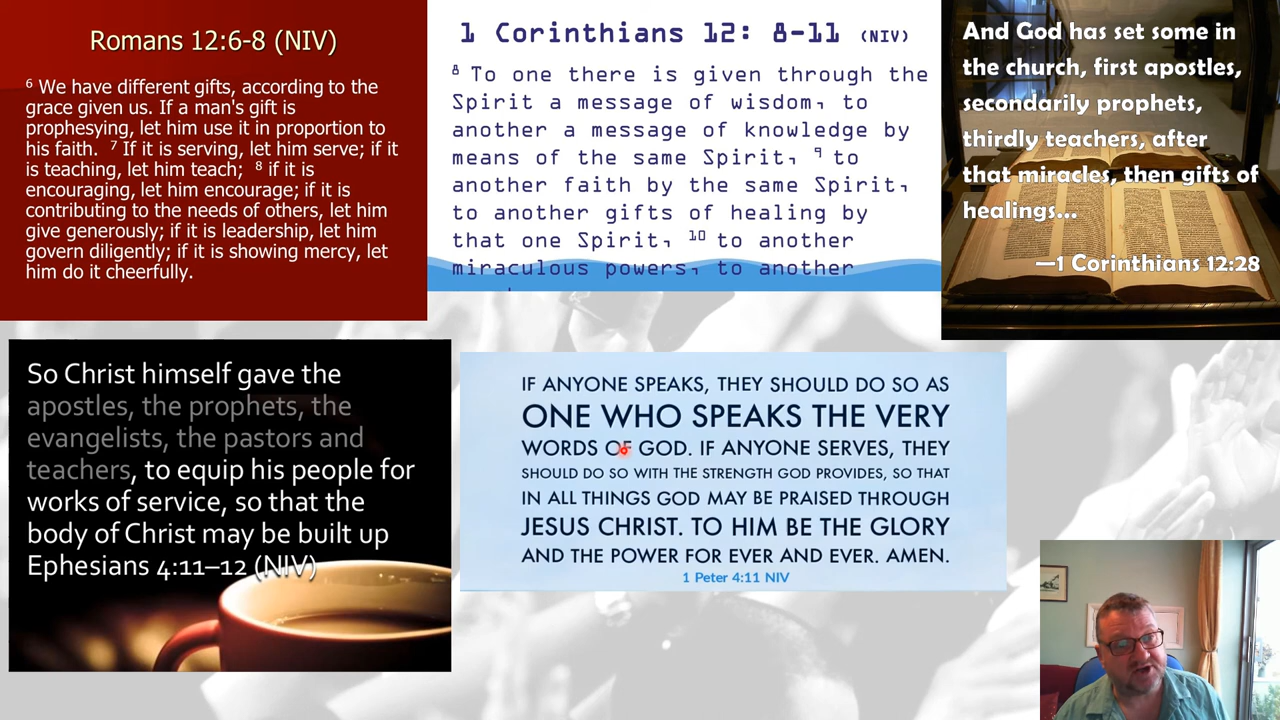 Romans 12:6-8 (NIV)
6 We have different gifts, according to the
grace given us. If a man's gift is
prophesying, let him use it in proportion to
his faith. 7 If it is serving, let him serve; if it
is teaching, let him teach; 8 if it is
encouraging, let him encourage; if it is
contributing to the needs of others, let him
give generously; if it is leadership, let him
govern diligently; if it is showing mercy, let
him do it cheerfully.
1 Corinthians 12: 8-11 (NIV)
8 To one there is given through the
Spirit a message of wisdom, to
another a message of knowledge by
means of the same Spirit, 9 to
another faith by the same Spirit,
to another gifts of healing by
that one Spirit, 10 to another
miraculous powers, to another
And God has set some in
the church, first apostles,
secondarily prophets,
thirdly teachers, after
that miracles, then gifts of
healings...
—1 Corinthians 12:28
So Christ himself gave the
apostles, the prophets, the
evangelists, the pastors and
teachers, to equip his people for
works of service, so that the
body of Christ may be built up
Ephesians 4:11–12 (NIV)
IF ANYONE SPEAKS, THEY SHOULD DO SO AS
ONE WHO SPEAKS THE VERY
WORDS OF GOD. IF ANYONE SERVES, THEY
SHOULD DO SO WITH THE STRENGTH GOD PROVIDES, SO THAT
IN ALL THINGS GOD MAY BE PRAISED THROUGH
JESUS CHRIST. TO HIM BE THE GLORY
AND THE POWER FOR EVER AND EVER. AMEN.
1 Peter 4:11 NIV